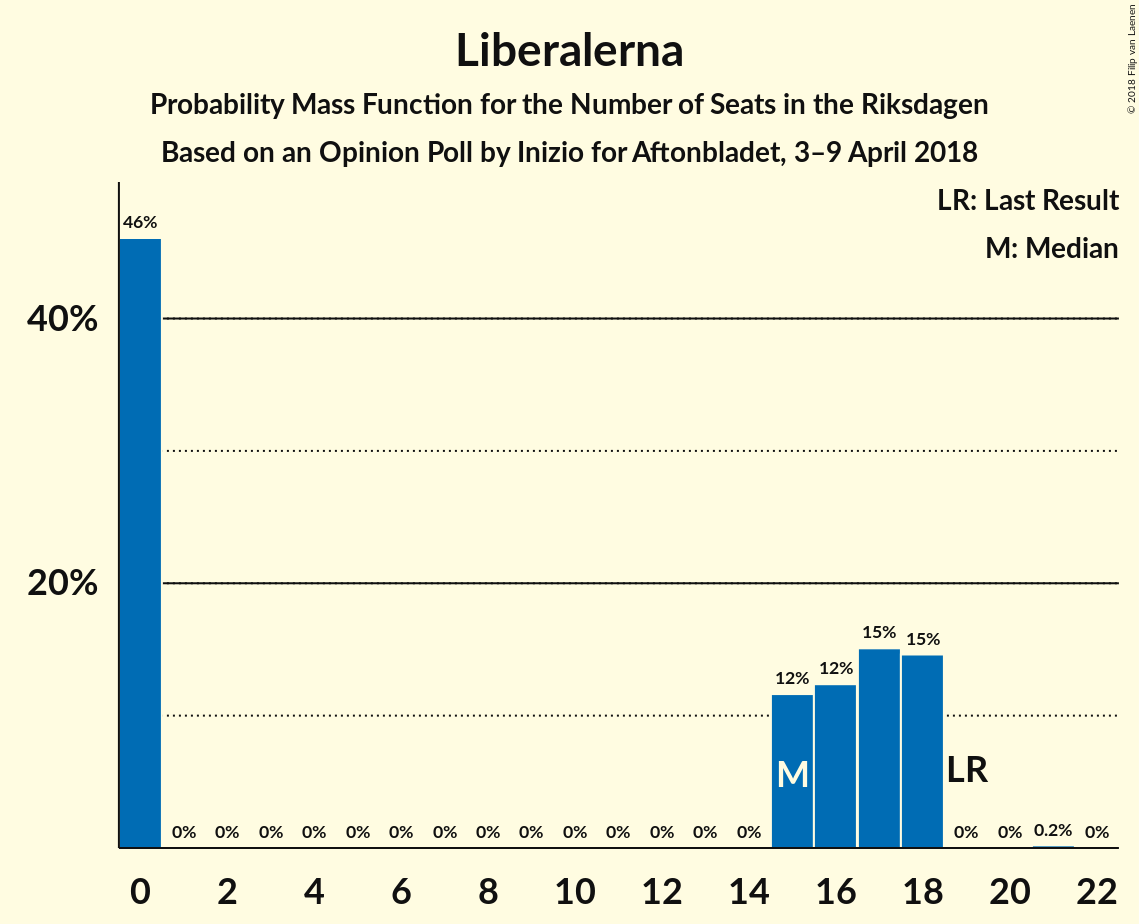 Liberalerna
Probability Mass Function for the Number of Seats in the Riksdagen
Based on an Opinion Poll by Inizio for Aftonbladet, 3–9 April 2018
© 2018 Filip van Laenen
LR: Last Result
M: Median
46%
40%
20%
15% 15%
12% 12%
M LR
0% 0% 0% 0% 0% 0% 0% 0% 0% 0% 0% 0% 0% 0% 0% 0% 0.2% 0%
0 2 4 6 8 10 12 14 16 18 20 22